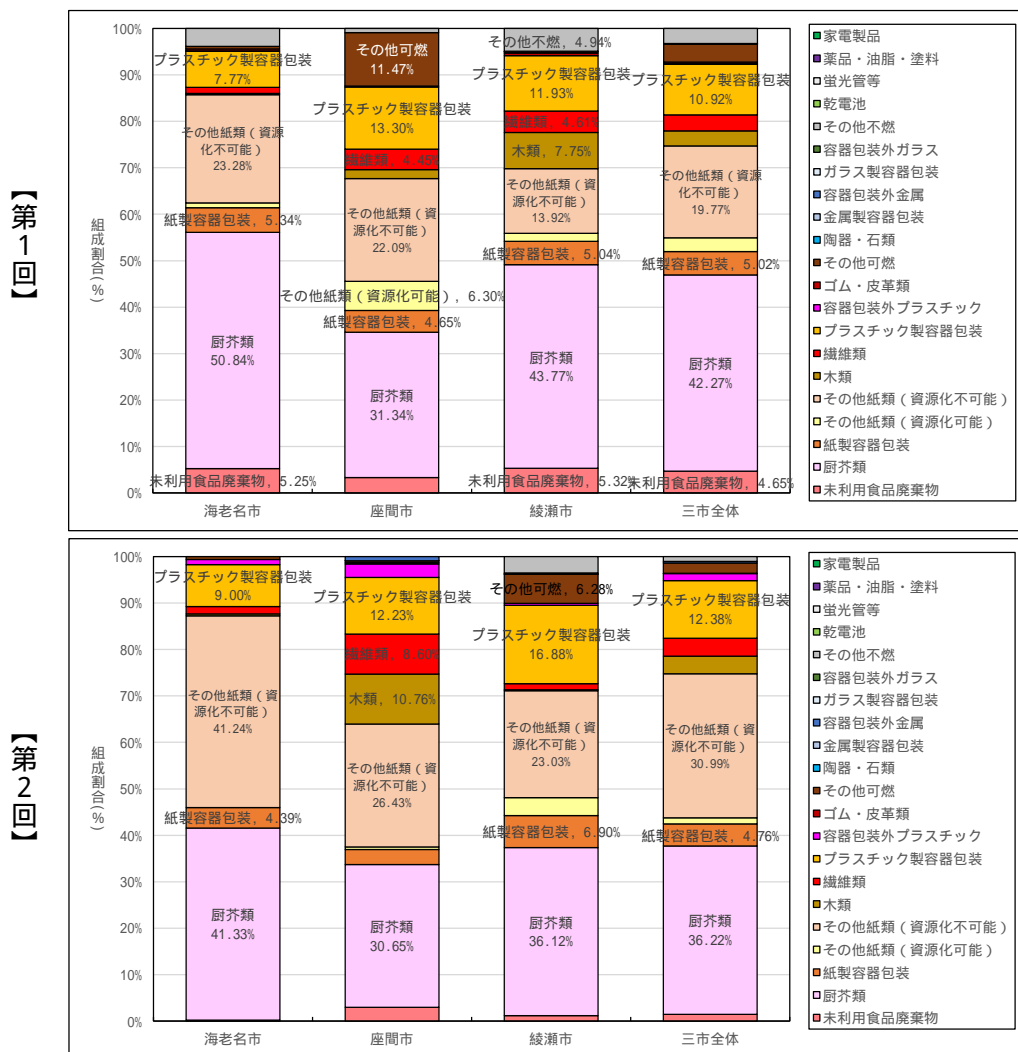 【第1回】
組成割合(%)
100%
90%
80%
70%
60%
50%
40%
30%
20%
10%
0%
プラスチック製容器包装
7.77%
その他紙類(資源
化不可能)
23.28%
紙製容器包装, 5.34%
厨芥類
50.84%
未利用食品廃棄物, 5.25%
海老名市
その他可燃
11.47%
プラスチック製容器包装
13.30%
繊維類, 4.45%
その他紙類(資
源化不可能)
22.09%
その他紙類(資源化可能), 6.30%
紙製容器包装, 4.65%
厨芥類
31.34%
座間市
その他不燃, 4.94%
プラスチック製容器包装
11.93%
繊維類, 4.61%
木類, 7.75%
その他紙類(資
源化不可能)
13.92%
紙製容器包装, 5.04%
厨芥類
43.77%
未利用食品廃棄物, 5.32%
綾瀬市
プラスチック製容器包装
10.92%
その他紙類(資源
化不可能)
19.77%
紙製容器包装, 5.02%
厨芥類
42.27%
未利用食品廃棄物, 4.65%
三市全体
家電製品
薬品・油脂・塗料
蛍光管等
乾電池
その他不燃
容器包装外ガラス
ガラス製容器包装
容器包装外金属
金属製容器包装
陶器・石類
その他可燃
ゴム・皮革類
容器包装外プラスチック
プラスチック製容器包装
繊維類
木類
その他紙類(資源化不可能)
その他紙類(資源化可能)
紙製容器包装
厨芥類
未利用食品廃棄物
【第2回】
組成割合(%)
100%
90%
80%
70%
60%
50%
40%
30%
20%
10%
0%
プラスチック製容器包装
9.00%
その他紙類(資
源化不可能)
41.24%
紙製容器包装, 4.39%
厨芥類
41.33%
海老名市
プラスチック製容器包装
12.23%
繊維類, 8.60%
木類, 10.76%
その他紙類(資
源化不可能)
26.43%
厨芥類
30.65%
座間市
その他可燃, 6.28%
プラスチック製容器包装
16.88%
その他紙類(資
源化不可能)
23.03%
紙製容器包装, 6.90%
厨芥類
36.12%
綾瀬市
プラスチック製容器包装
12.38%
その他紙類(資
源化不可能)
30.99%
紙製容器包装, 4.76%
厨芥類
36.22%
三市全体
家電製品
薬品・油脂・塗料
蛍光管等
乾電池
その他不燃
容器包装外ガラス
ガラス製容器包装
容器包装外金属
金属製容器包装
陶器・石類
その他可燃
ゴム・皮革類
容器包装外プラスチック
プラスチック製容器包装
繊維類
木類
その他紙類(資源化不可能)
その他紙類(資源化可能)
紙製容器包装
厨芥類
未利用食品廃棄物